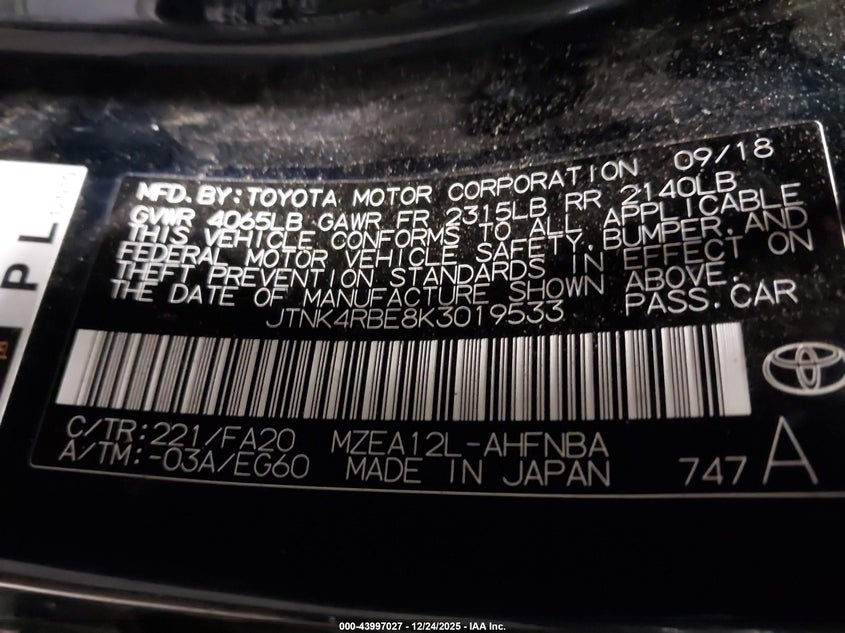 PL
MFD. BY: TOYOTA MOTOR CORPORATION 09/18
GVWR 4065LB GAWR FR 2315LB RR 2140LB
THIS VEHICLE CONFORMS TO ALL APPLICABLE
FEDERAL MOTOR VEHICLE SAFETY, BUMPER, AND
THEFT PREVENTION STANDARDS IN EFFECT ON
THE DATE OF MANUFACTURE SHOWN ABOVE.
JTNK4RBE8K3019533 PASS. CAR
C/TR: 221/FA20 MZEA12L-AHFNBA
A/TM: -03A/EG60 MADE IN JAPAN 747 A
000-43997027 - 12/24/2025 - IAA Inc.